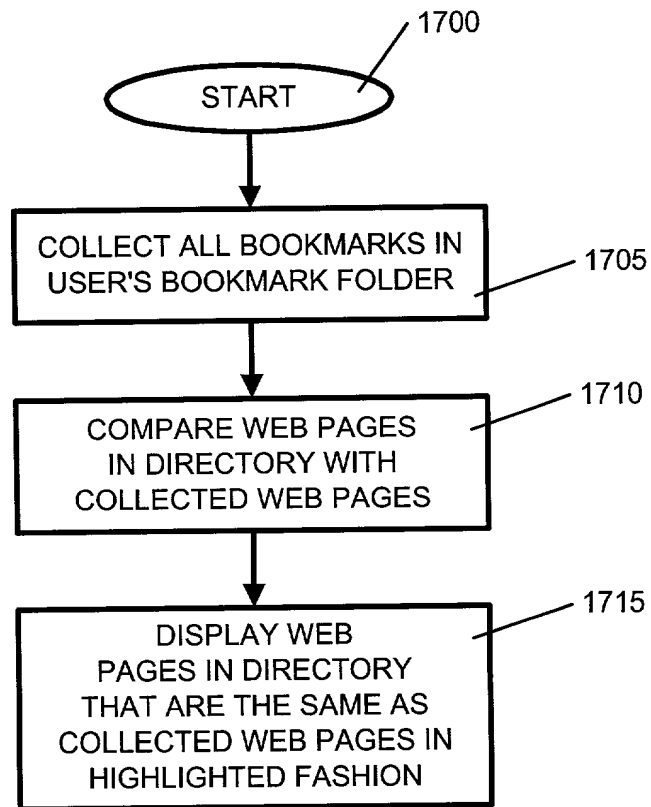 1700
START
COLLECT ALL BOOKMARKS IN
USER'S BOOKMARK FOLDER
1705
1710
COMPARE WEB PAGES
IN DIRECTORY WITH
COLLECTED WEB PAGES
1715
DISPLAY WEB
PAGES IN DIRECTORY
THAT ARE THE SAME AS
COLLECTED WEB PAGES IN
HIGHLIGHTED FASHION